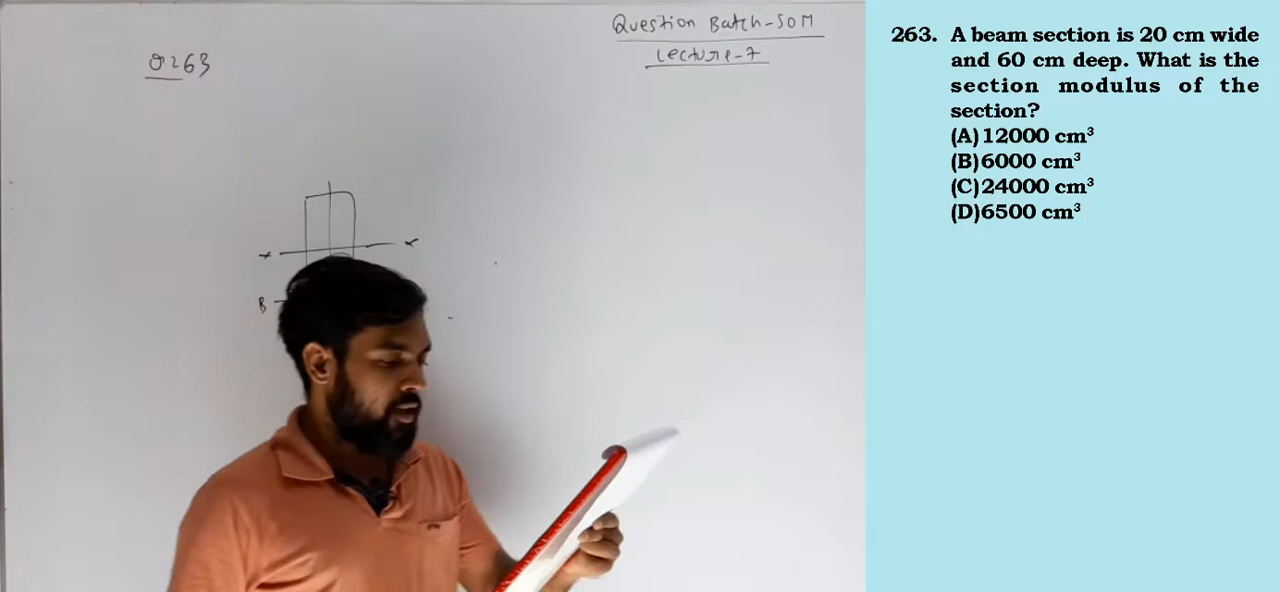 Question Batch-SOM
Lecture-7
Q263
x
x
B
263. A beam section is 20 cm wide
and 60 cm deep. What is the
section modulus of the
section?
(A) 12000 cm³
(B) 6000 cm³
(C) 24000 cm³
(D) 6500 cm³